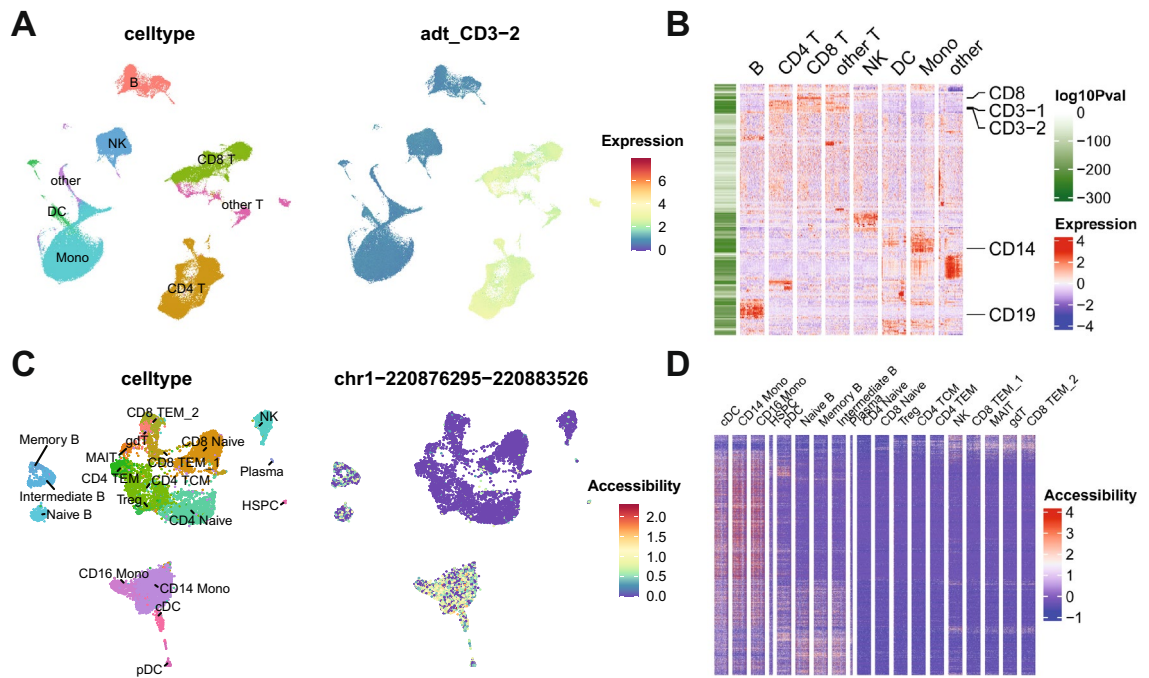 A
celltype
adt_CD3−2
B
NK
CD8 T
other
other T
DC
Mono
CD4 T
Expression
6
4
2
0
B
B
CD4 T
CD8 T
other T
NK
DC
Mono
other
CD8
CD3−1
CD3−2
CD14
CD19
log10Pval
0
−100
−200
−300
Expression
4
2
0
−2
−4
C
celltype
chr1−220876295−220883526
CD8 TEM_2
NK
Memory B
gdT
CD8 Naive
MAIT
CD8 TEM_1
Plasma
CD4 TEM
CD4 TCM
Intermediate B
Treg
HSPC
Naive B
CD4 Naive
CD16 Mono
CD14 Mono
cDC
pDC
Accessibility
2.0
1.5
1.0
0.5
0.0
D
cDC
CD14 Mono
CD16 Mono
HSPC
pDC
Naive B
Memory B
Intermediate B
Plasma
CD4 Naive
CD8 Naive
Treg
CD4 TCM
CD4 TEM
NK
CD8 TEM_1
MAIT
gdT
CD8 TEM_2
Accessibility
4
3
2
1
0
−1